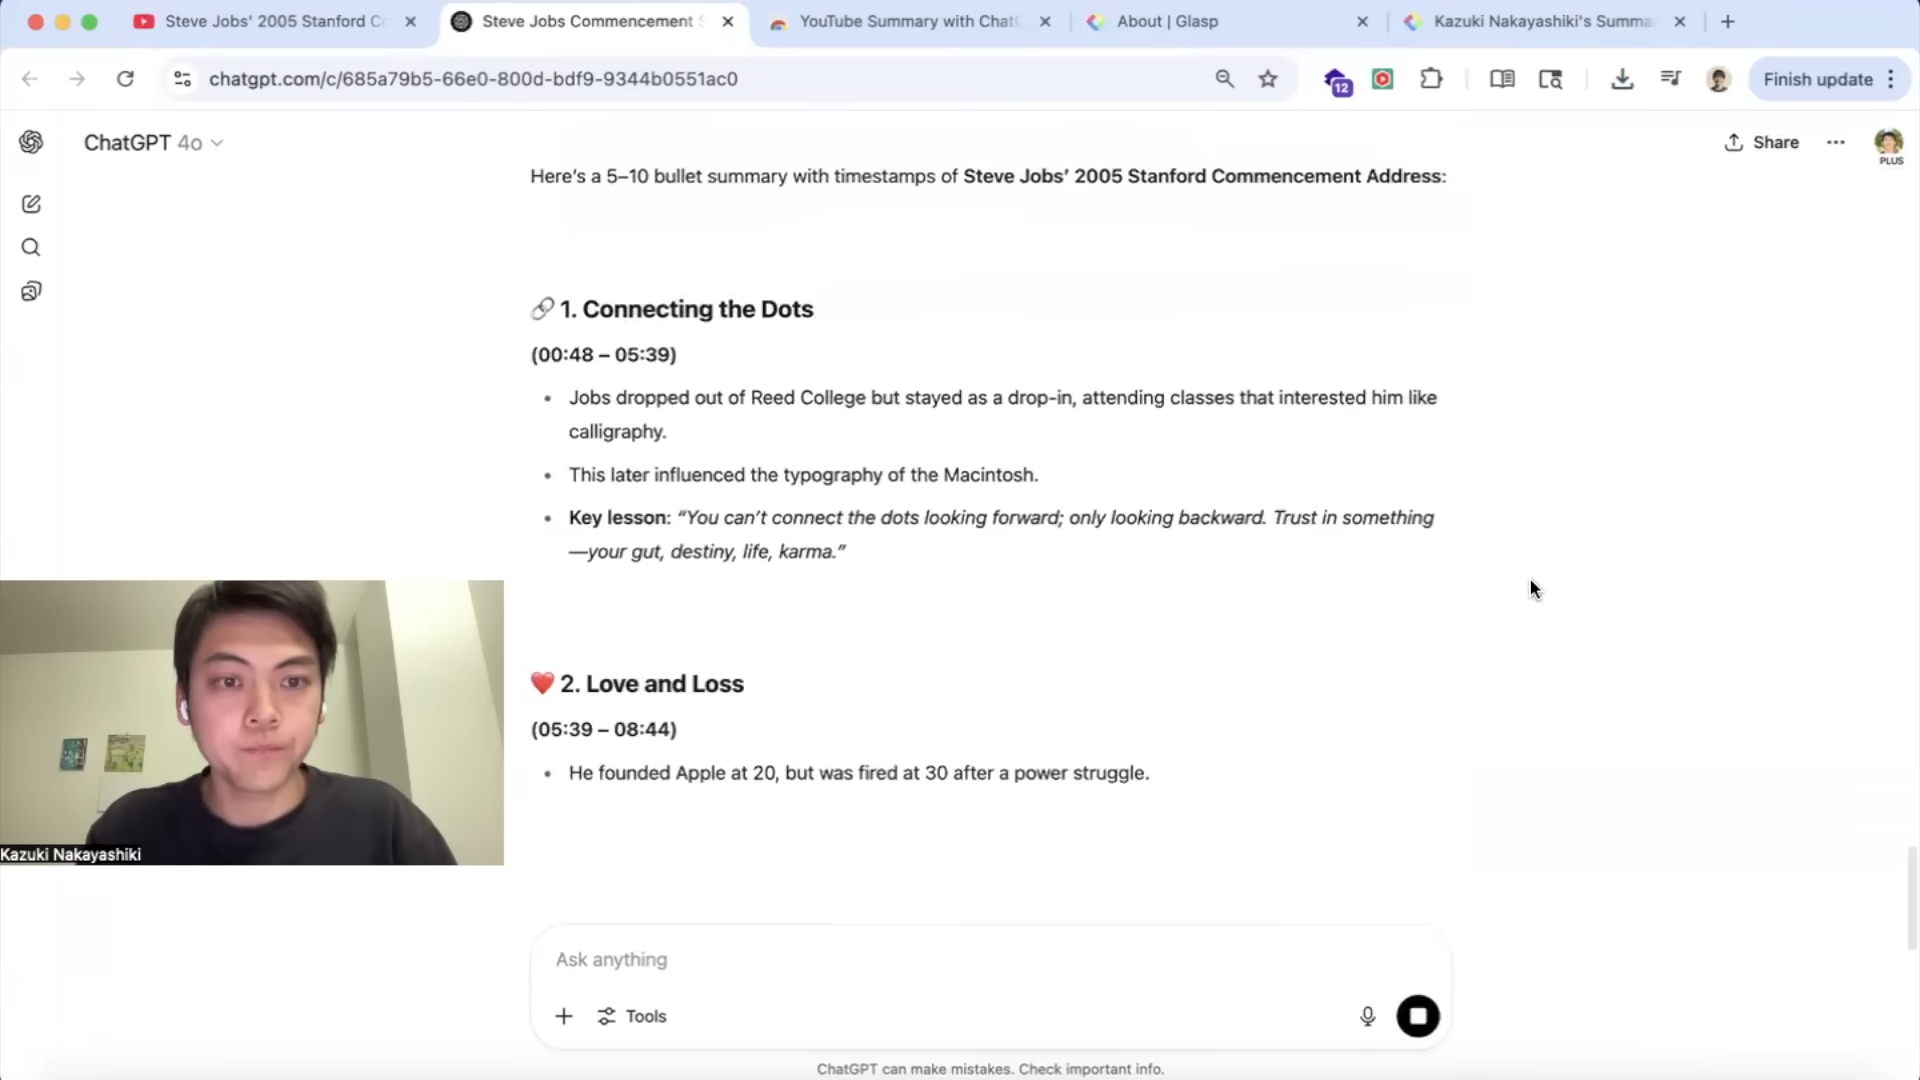 Steve Jobs' 2005 Stanford Co
Steve Jobs Commencement S
YouTube Summary with ChatG
About | Glasp
Kazuki Nakayashiki's Summa
chatgpt.com/c/685a79b5-66e0-800d-bdf9-9344b0551ac0
12
Finish update
ChatGPT 4o
Share
PLUS
Here’s a 5–10 bullet summary with timestamps of Steve Jobs’ 2005 Stanford Commencement Address:
1. Connecting the Dots
(00:48 – 05:39)
• Jobs dropped out of Reed College but stayed as a drop-in, attending classes that interested him like
calligraphy.
• This later influenced the typography of the Macintosh.
• Key lesson: “You can’t connect the dots looking forward; only looking backward. Trust in something
—your gut, destiny, life, karma.”
2. Love and Loss
(05:39 – 08:44)
• He founded Apple at 20, but was fired at 30 after a power struggle.
Kazuki Nakayashiki
Ask anything
Tools
ChatGPT can make mistakes. Check important info.